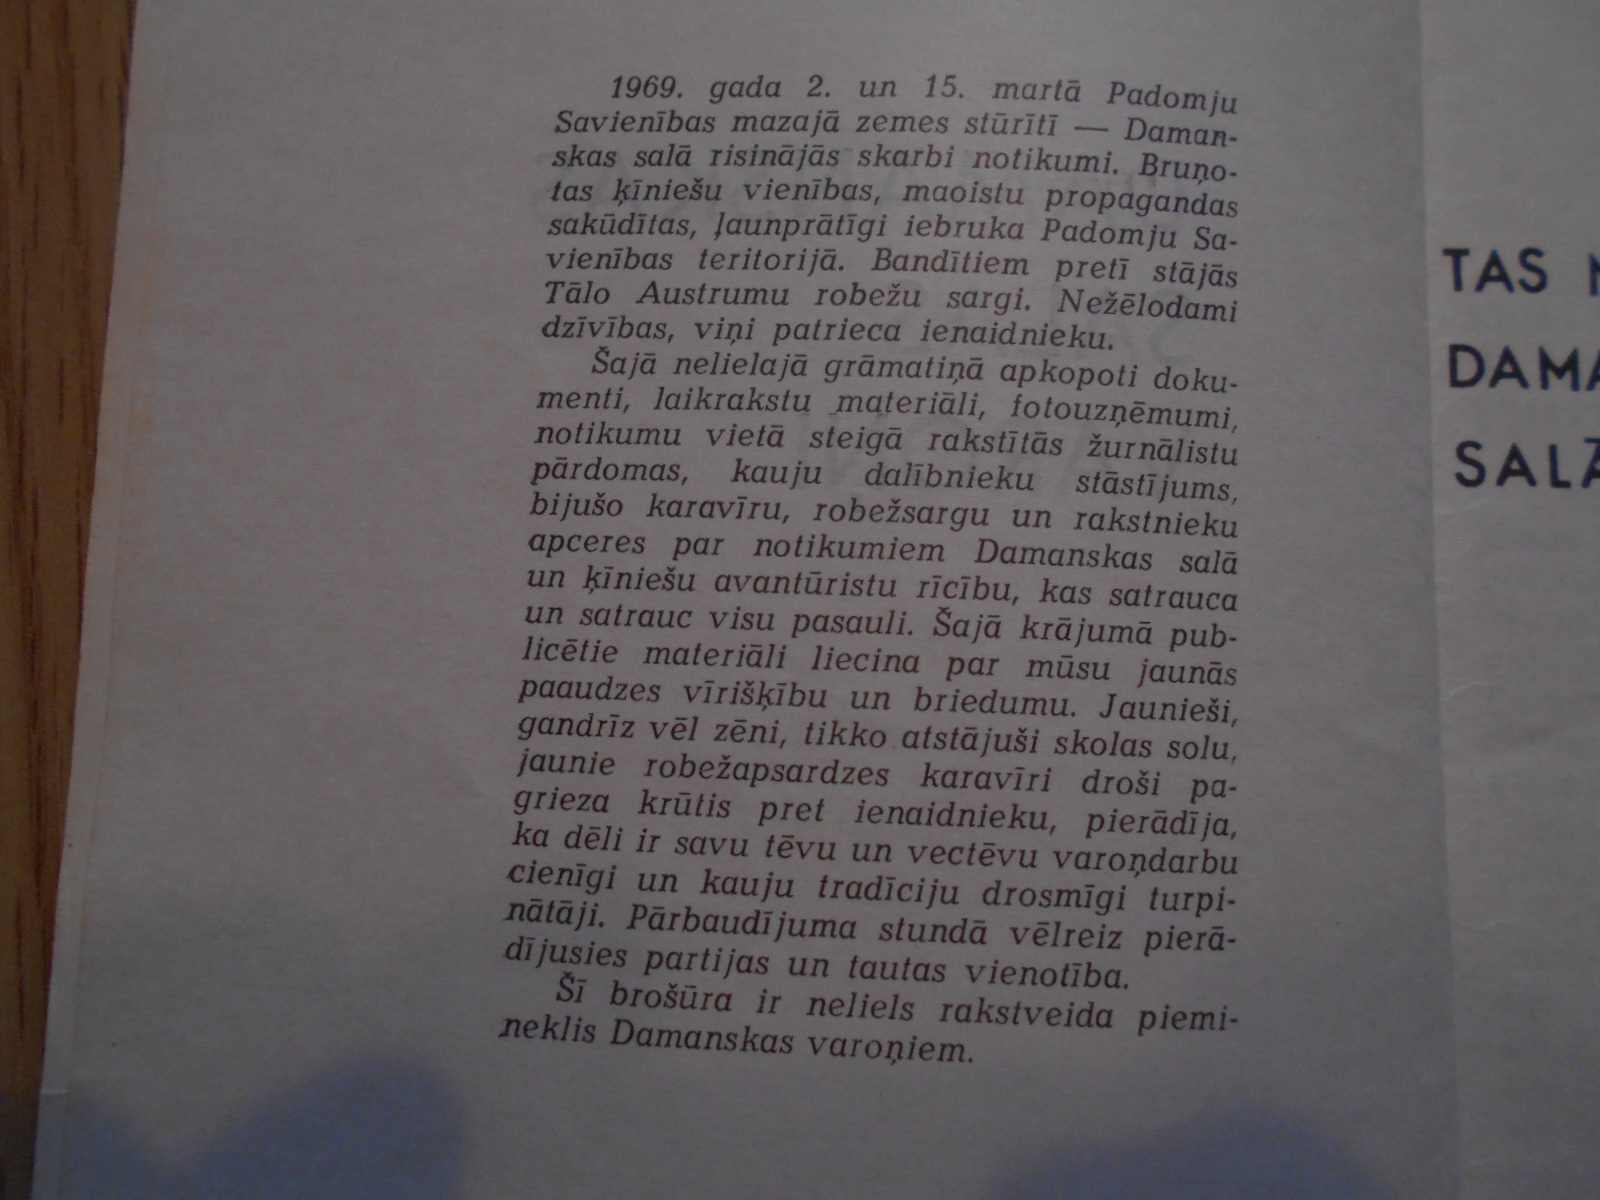 1969. gada 2. un 15. martā Padomju
Savienības mazajā zemes stūrītī — Daman-
skas salā risinājās skarbi notikumi. Bruņo-
tas ķīniešu vienības, maoistu propagandas
sakūdītas, ļaunprātīgi iebruka Padomju Sa-
vienības teritorijā. Bandītiem pretī stājās
Tālo Austrumu robežu sargi. Nežēlodami
dzīvības, viņi patrieca ienaidnieku.
Šajā nelielajā grāmatiņā apkopoti doku-
menti, laikrakstu materiāli, fotouzņēmumi,
notikumu vietā steigā rakstītās žurnālistu
pārdomas, kauju dalībnieku stāstījums,
bijušo karavīru, robežsargu un rakstnieku
apceres par notikumiem Damanskas salā
un ķīniešu avantūristu rīcību, kas satrauca
un satrauc visu pasauli. Šajā krājumā pub-
licētie materiāli liecina par mūsu jaunās
paaudzes vīrišķību un briedumu. Jaunieši,
gandrīz vēl zēni, tikko atstājuši skolas solu,
jaunie robežapsardzes karavīri droši pa-
grieza krūtis pret ienaidnieku, pierādīja,
ka dēli ir savu tēvu un vectēvu varoņdarbu
cienīgi un kauju tradīciju drosmīgi turpi-
nātāji. Pārbaudījuma stundā vēlreiz pierā-
dījusies partijas un tautas vienotība.
Šī brošūra ir neliels rakstveida piemi-
neklis Damanskas varoņiem.
TAS
DAMA
SALĀ